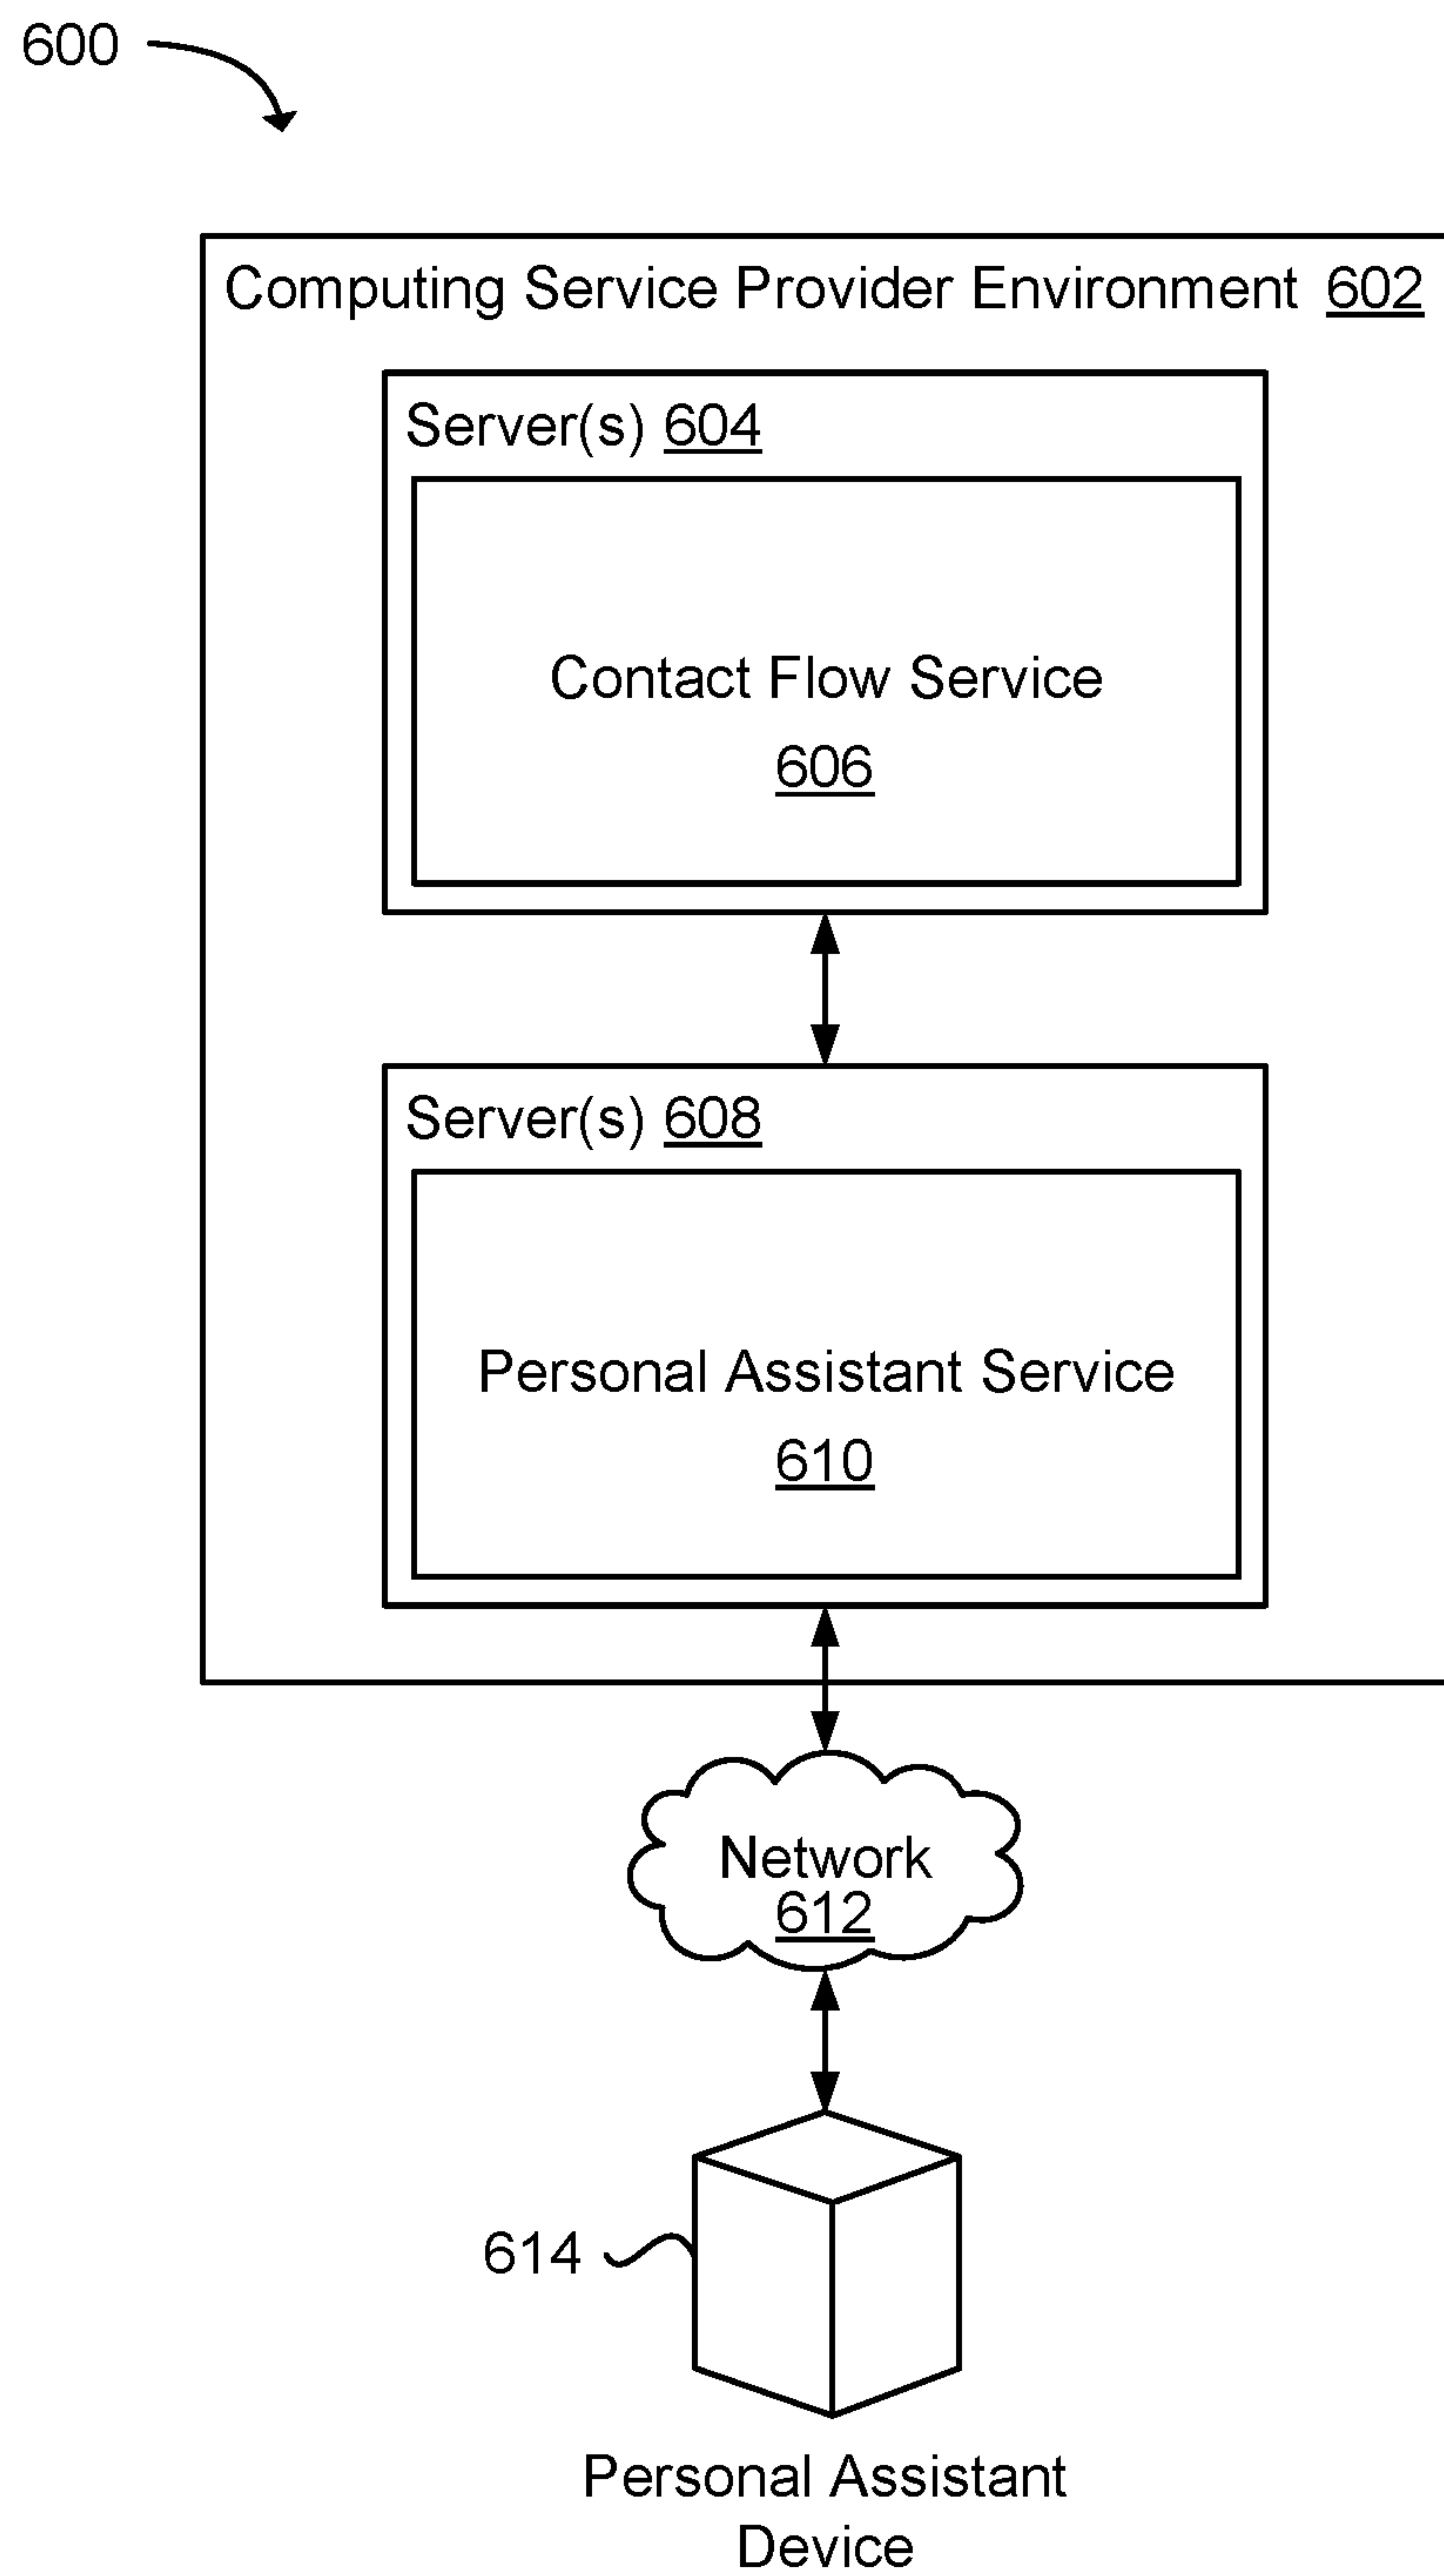 600
Computing Service Provider Environment 602
Server(s) 604
Contact Flow Service
606
Server(s) 608
Personal Assistant Service
610
Network
612
614
Personal Assistant
Device